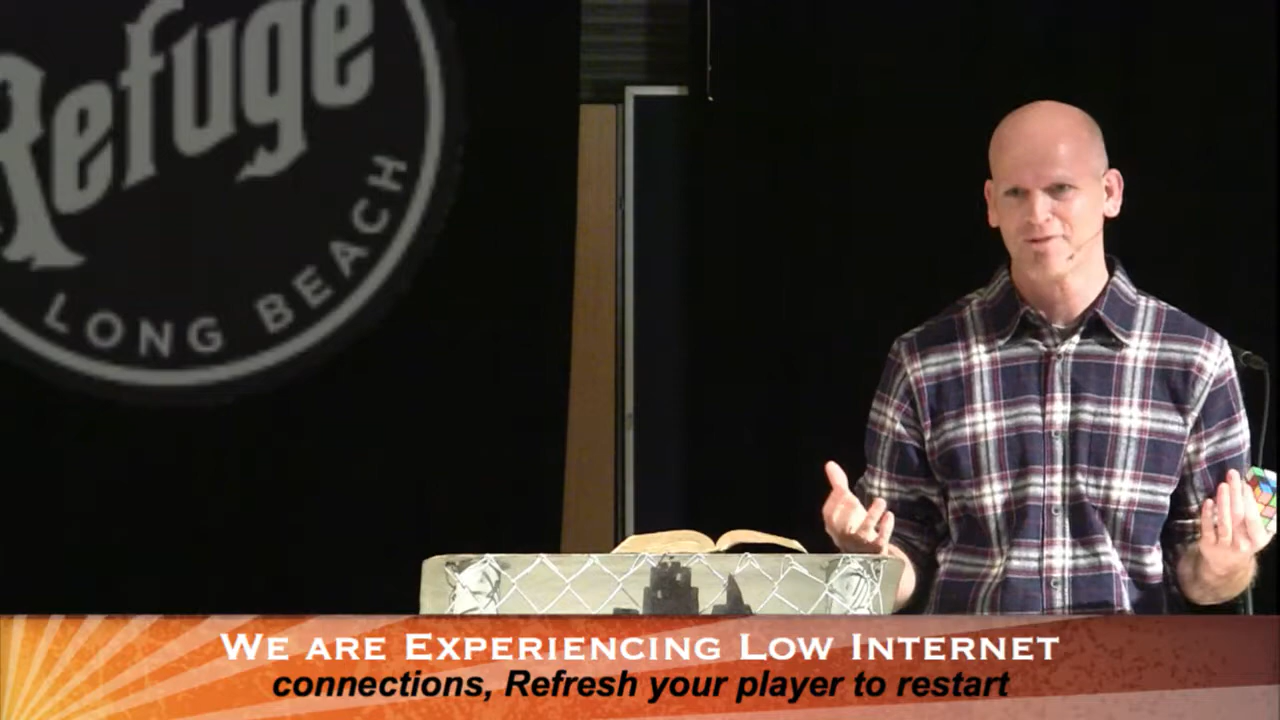 Refuge
LONG BEACH
WE ARE EXPERIENCING LOW INTERNET
connections, Refresh your player to restart